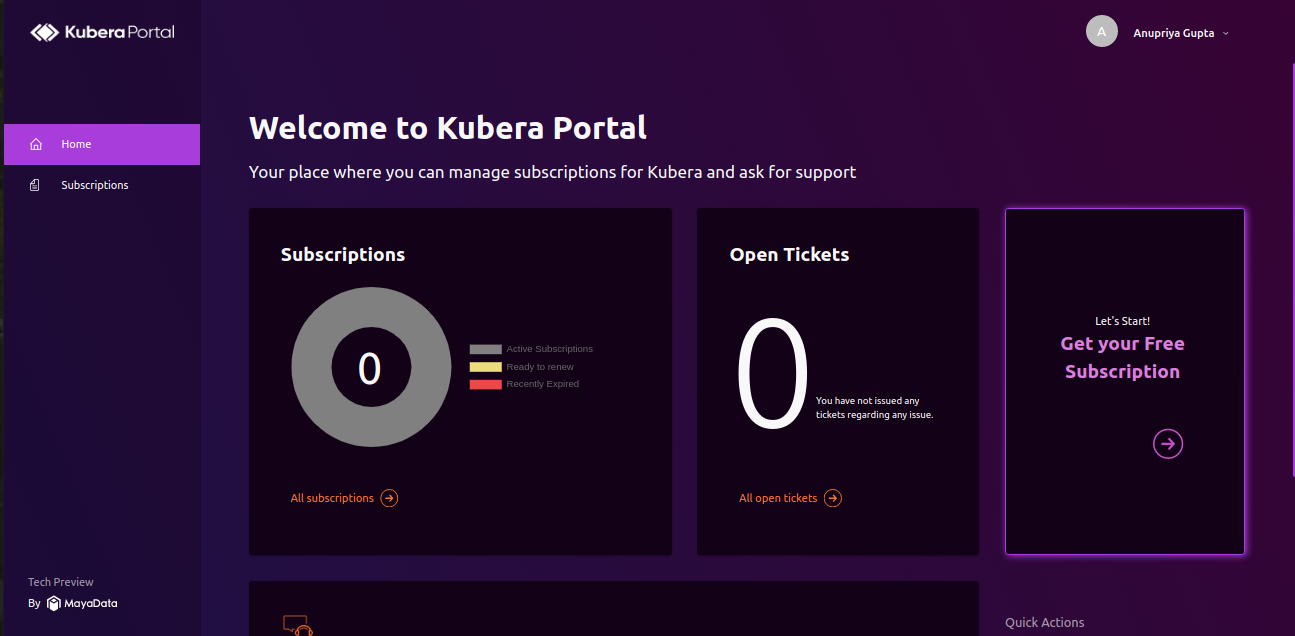 Kubera Portal
A
Anupriya Gupta
Home
Subscriptions
Welcome to Kubera Portal
Your place where you can manage subscriptions for Kubera and ask for support
Subscriptions
0
Active Subscriptions
Ready to renew
Recently Expired
All subscriptions
Open Tickets
0
You have not issued any
tickets regarding any issue.
All open tickets
Let's Start!
Get your Free
Subscription
Tech Preview
By MayaData
Quick Actions